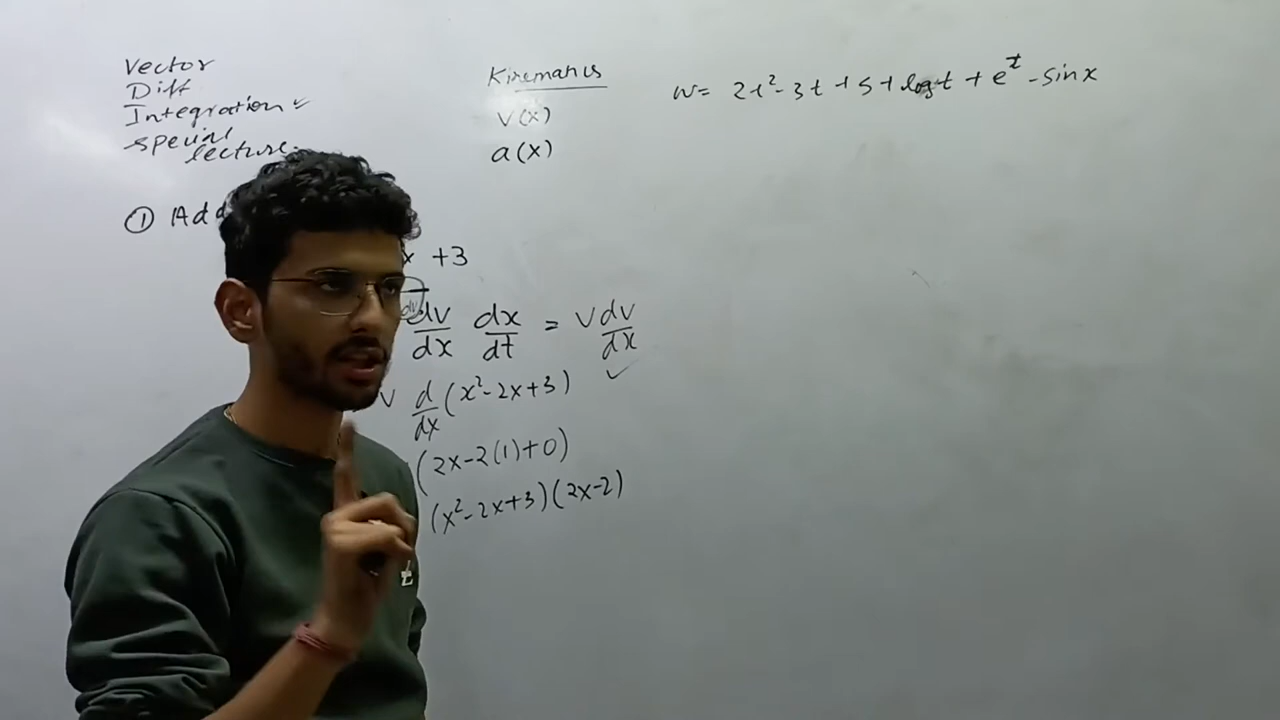 Vector
Diff
Integration ✓
special
lecture.
Kinematics
v(x)
a(x)
w = 2t² - 3t + 5 + log t + e^t - sin x
① Add
x + 3
dv/dx dx/dt = v dv/dx
v d/dx (x² - 2x + 3) ✓
(2x - 2(1) + 0)
(x² - 2x + 3)(2x - 2)